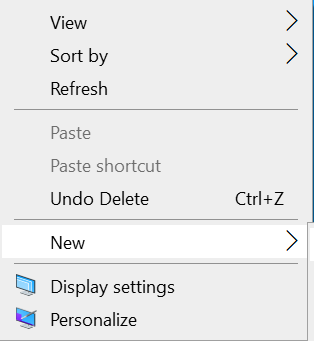 View
Sort by
Refresh
Paste
Paste shortcut
Undo Delete Ctrl+Z
New
Display settings
Personalize